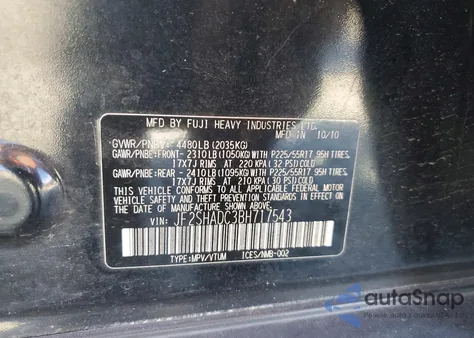 MFD BY FUJI HEAVY INDUSTRIES LTD.
MFD IN 10/10
GVWR/PNBV: 4480LB (2035KG)
GAWR/PNBE:FRONT- 2310LB(1050KG)WITH P225/55R17 95H TIRES,
17X7J RIMS AT 220 KPA (32 PSI)COLD
GAWR/PNBE:REAR - 2410LB(1095KG)WITH P225/55R17 95H TIRES,
17X7J RIMS AT 210 KPA (30 PSI)COLD
THIS VEHICLE CONFORMS TO ALL APPLICABLE
FEDERAL MOTOR VEHICLE SAFETY AND
STANDARDS IN EFFECT ON THE DATE OF
MANUFACTURE SHOWN ABOVE.
VIN: JF2SHADC3BH717543
TYPE:MPV/VTUM ICES/NMB-002
autoSnap